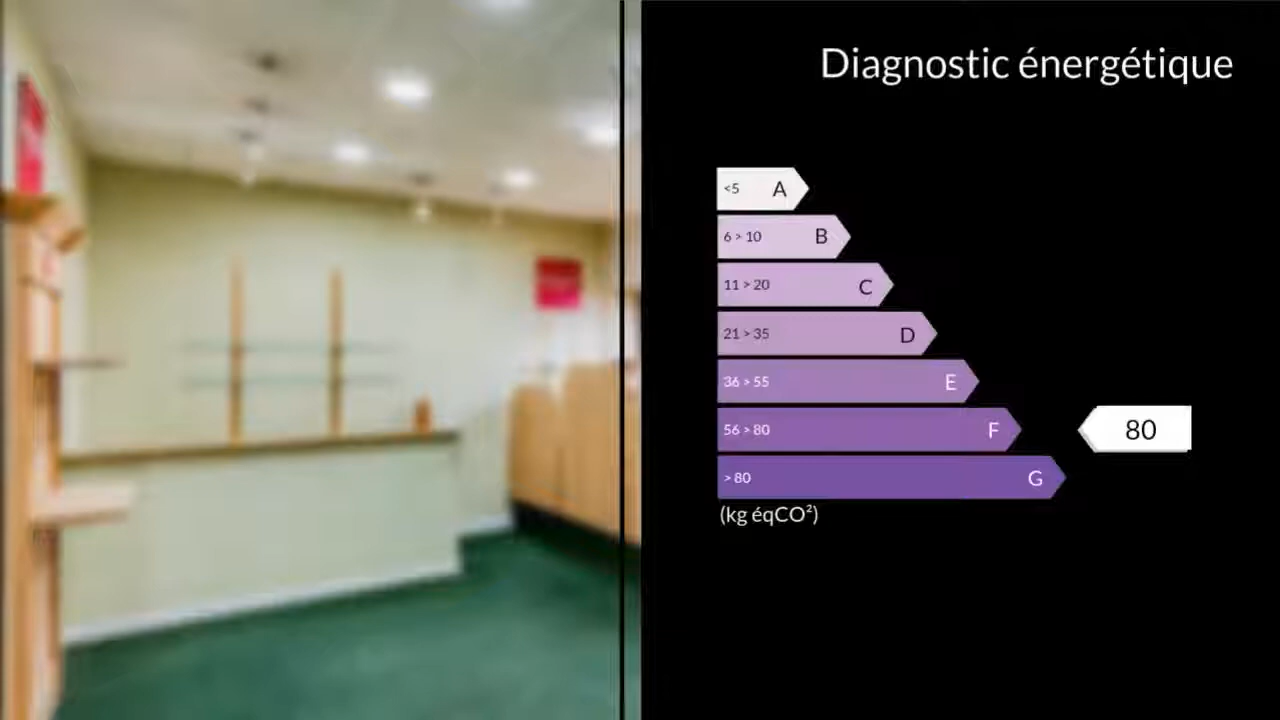 Diagnostic énergétique
<5 A
6 > 10 B
11 > 20 C
21 > 35 D
36 > 55 E
56 > 80 F 80
> 80 G
(kg éqCO²)